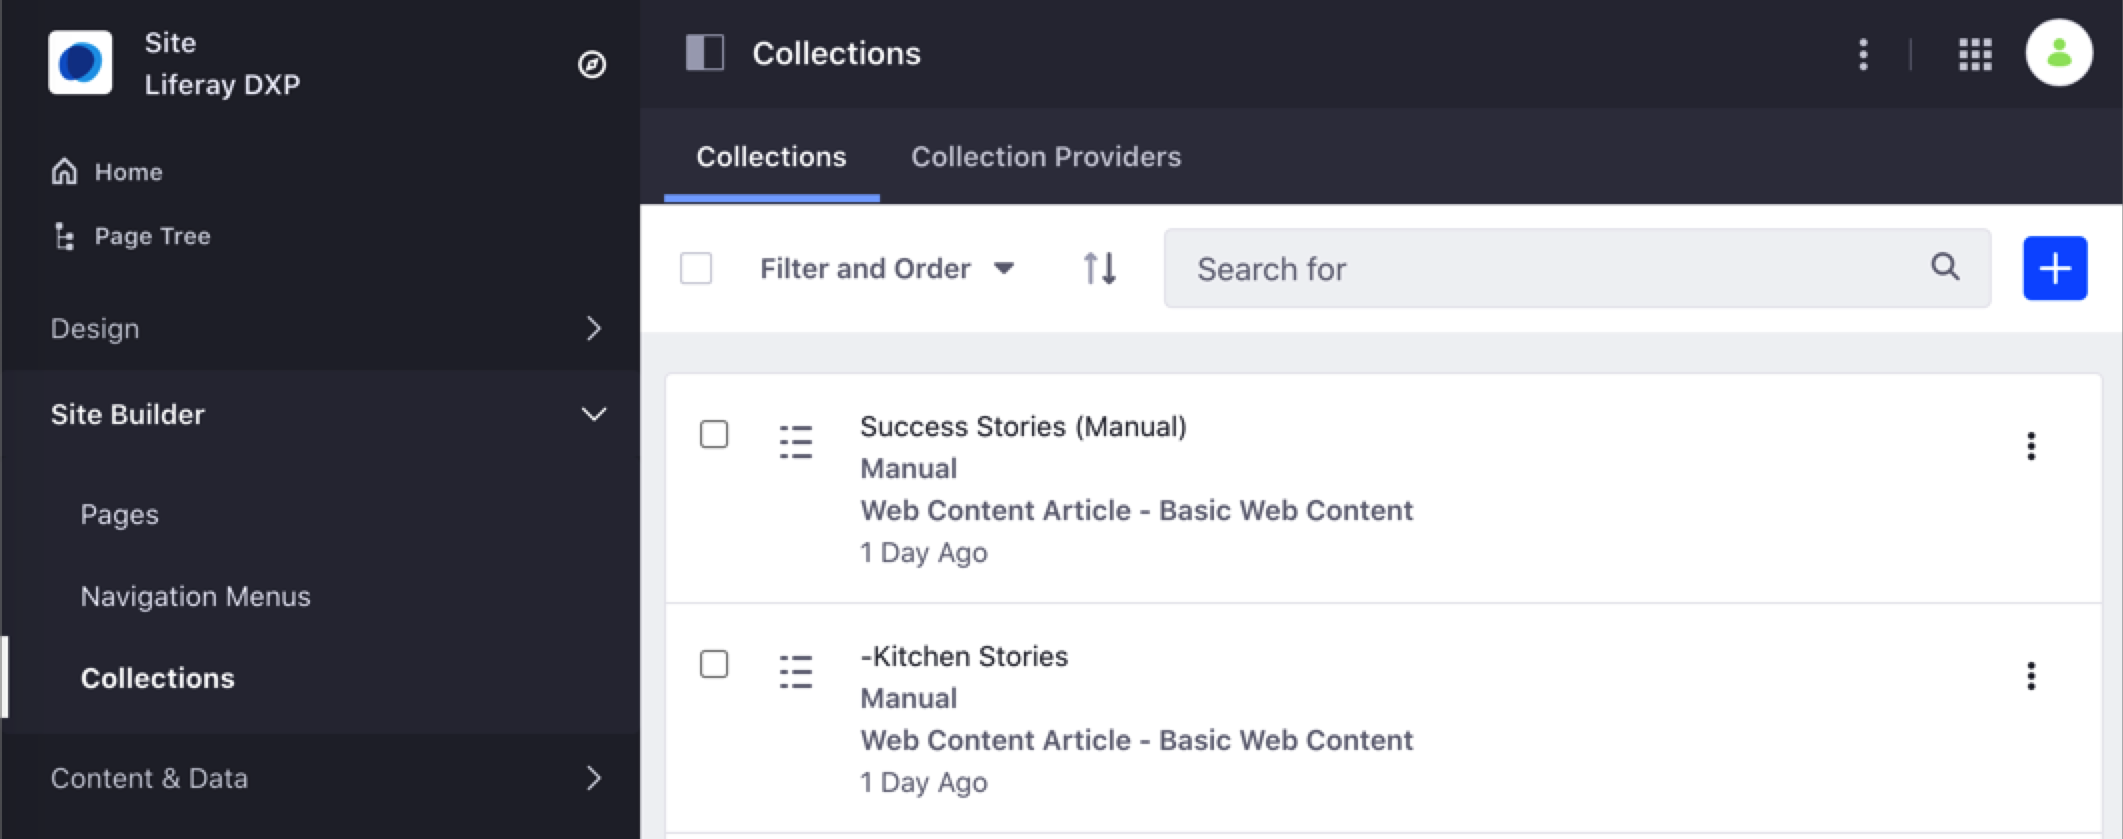 Site
Liferay DXP
Home
Page Tree
Design
Site Builder
Pages
Navigation Menus
Collections
Content & Data
Collections
Collections
Collection Providers
Filter and Order
Search for
Success Stories (Manual)
Manual
Web Content Article - Basic Web Content
1 Day Ago
-Kitchen Stories
Manual
Web Content Article - Basic Web Content
1 Day Ago